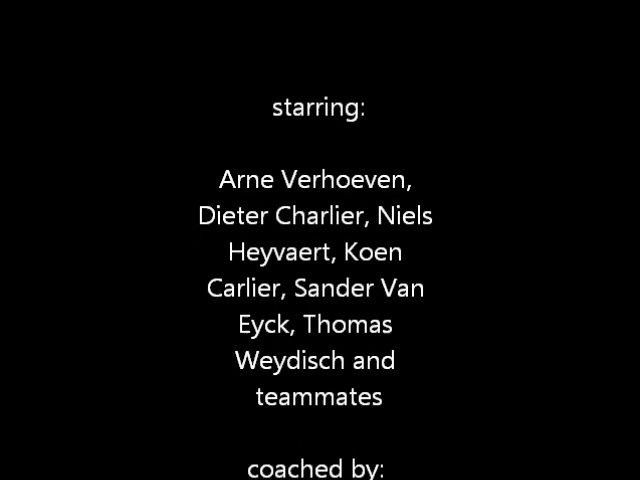 starring:
Arne Verhoeven,
Dieter Charlier, Niels
Heyvaert, Koen
Carlier, Sander Van
Eyck, Thomas
Weydisch and
teammates
coached by: